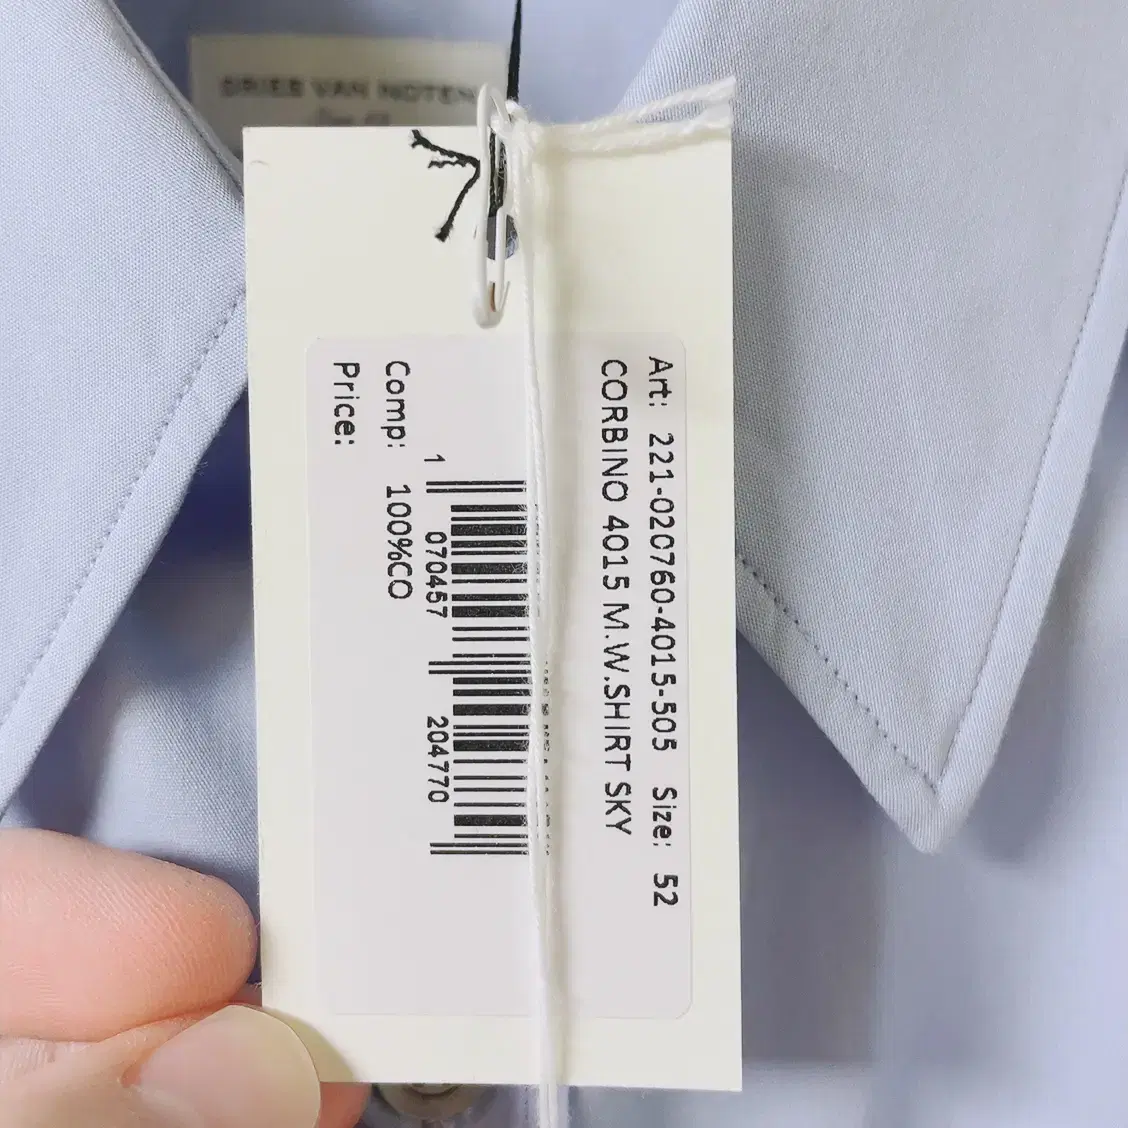 DRIES VAN NOTEN
Art: 221-020760-4015-505 Size: 52
CORBINO 4015 M.W.SHIRT SKY
1 070457 204770
Comp: 100%CO
Price: